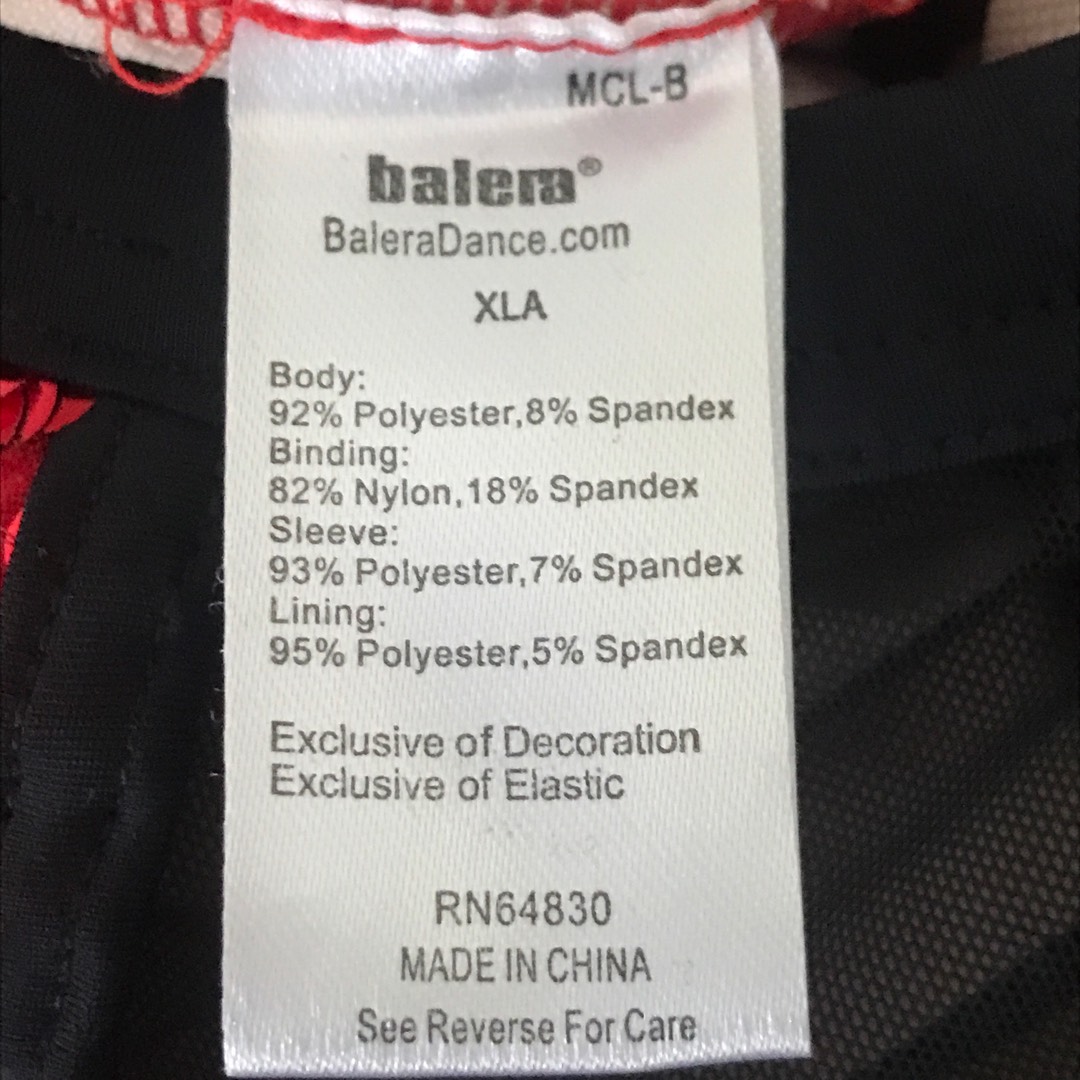 MCL-B
balera®
BaleraDance.com
XLA
Body:
92% Polyester,8% Spandex
Binding:
82% Nylon,18% Spandex
Sleeve:
93% Polyester,7% Spandex
Lining:
95% Polyester,5% Spandex
Exclusive of Decoration
Exclusive of Elastic
RN64830
MADE IN CHINA
See Reverse For Care